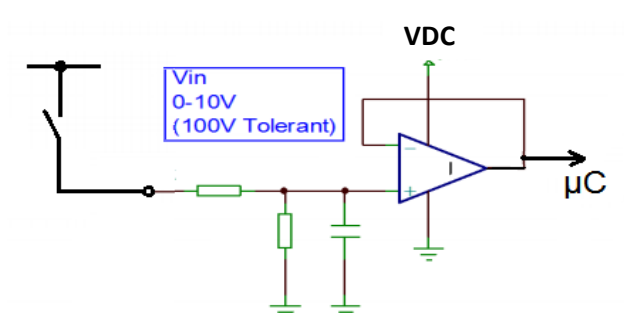 VDC
Vin
0-10V
(100V Tolerant)
−
+
I
µC